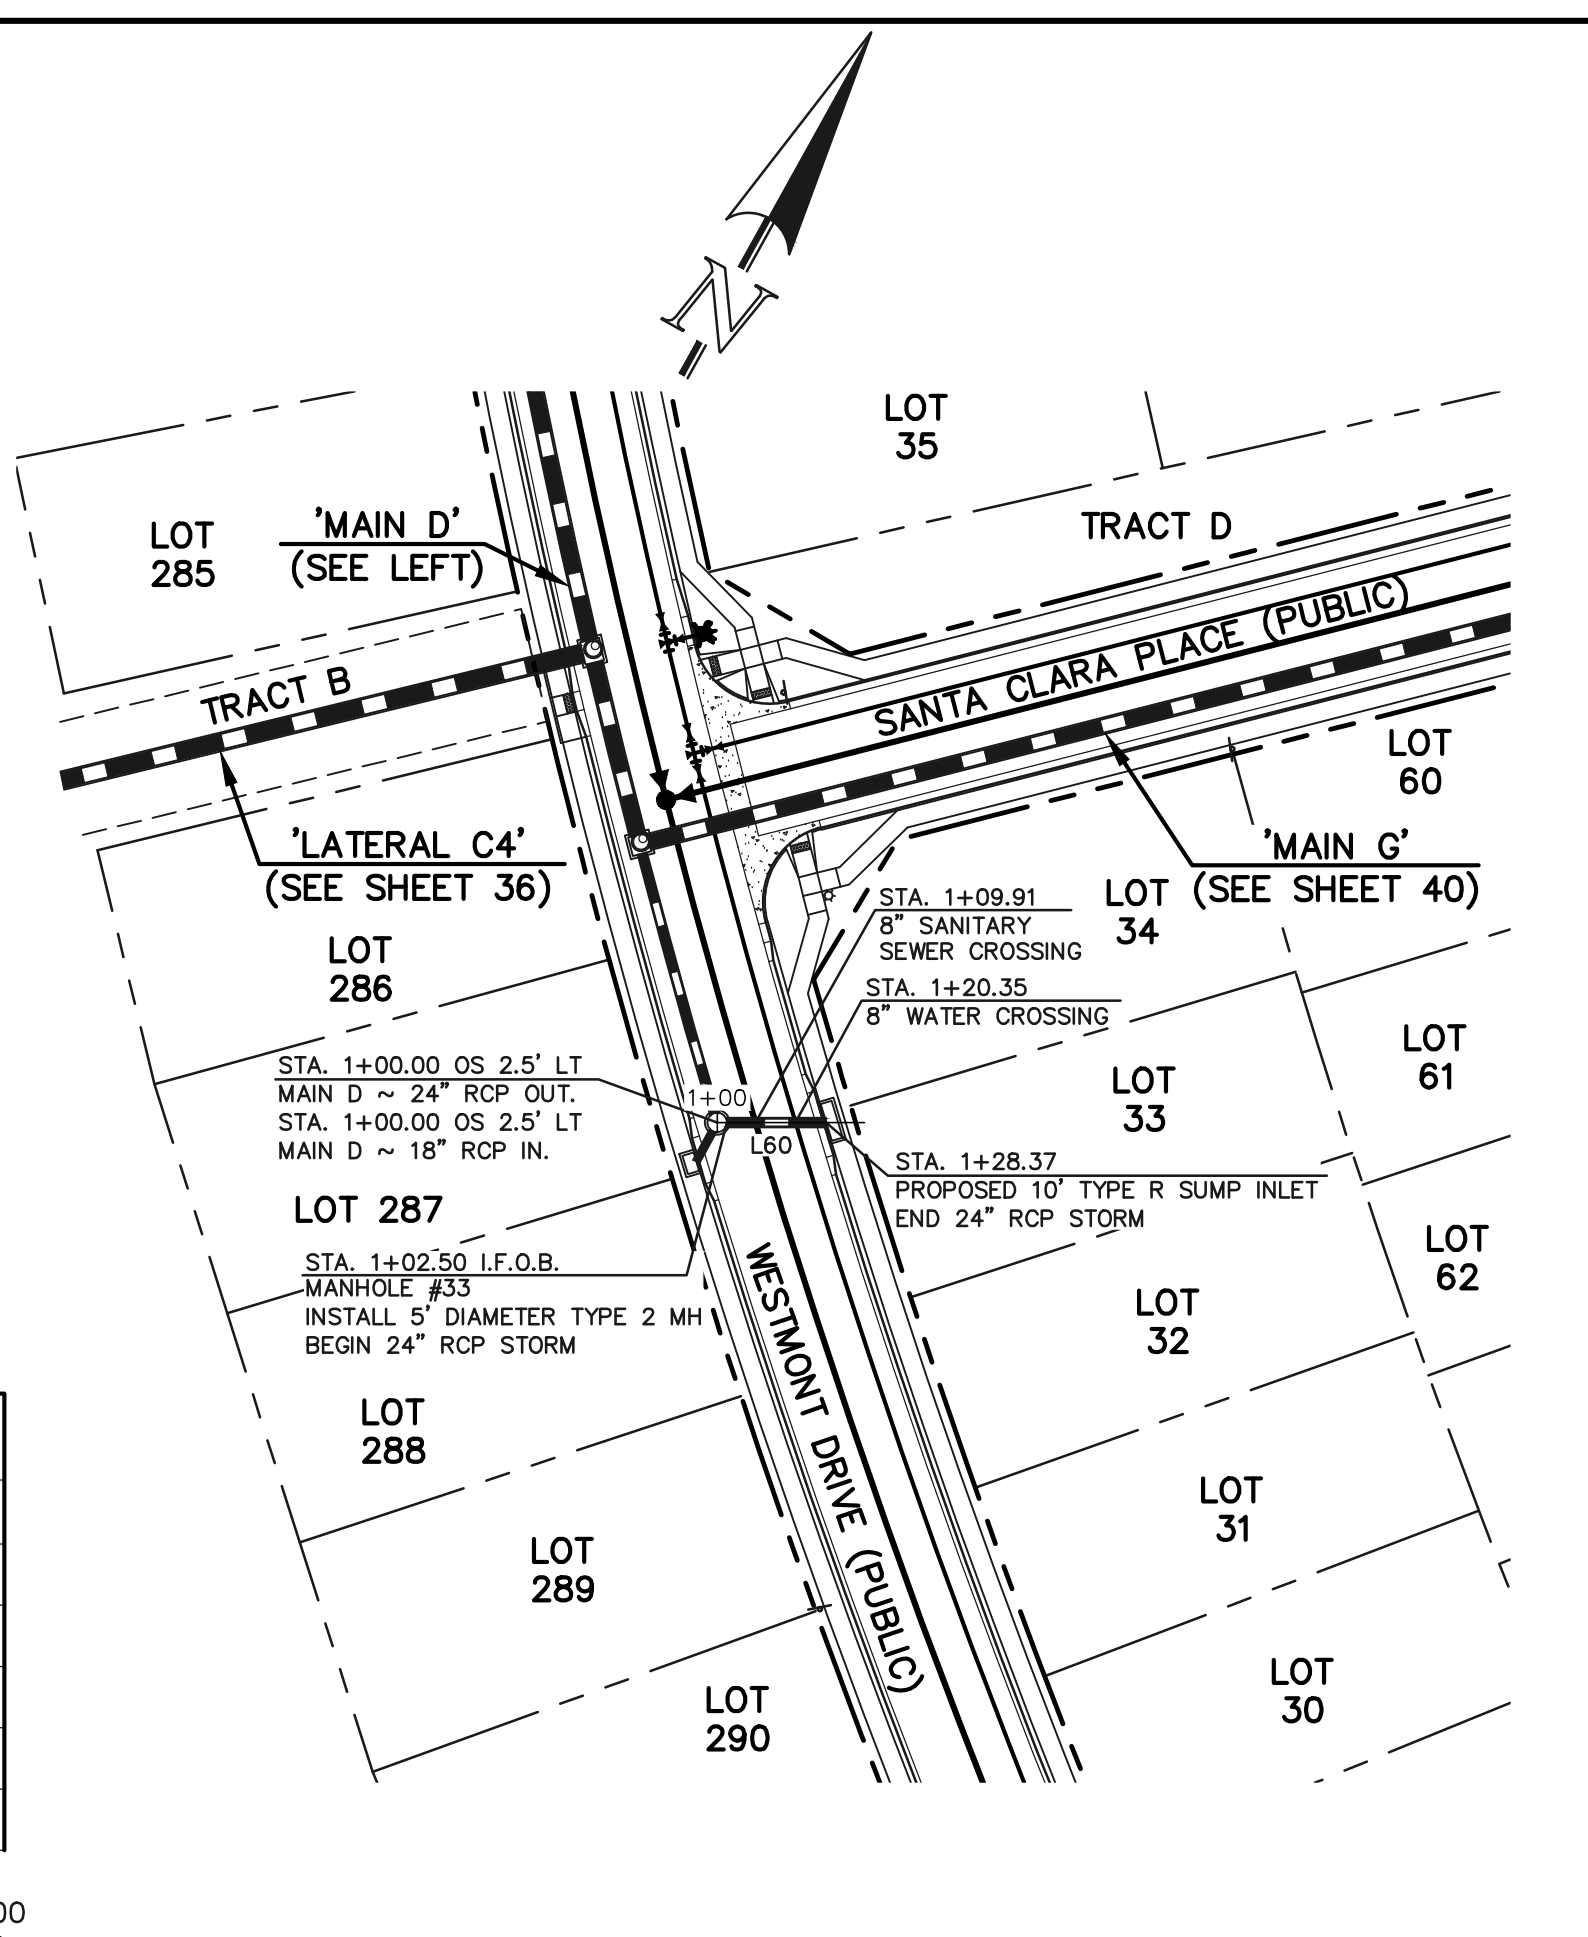 N
LOT
35
LOT
285
'MAIN D'
(SEE LEFT)
TRACT D
TRACT B
SANTA CLARA PLACE (PUBLIC)
LOT
60
'LATERAL C4'
(SEE SHEET 36)
'MAIN G'
(SEE SHEET 40)
LOT
34
STA. 1+09.91
8" SANITARY
SEWER CROSSING
LOT
286
STA. 1+20.35
8" WATER CROSSING
LOT
61
STA. 1+00.00 OS 2.5' LT
MAIN D ~ 24" RCP OUT.
STA. 1+00.00 OS 2.5' LT
MAIN D ~ 18" RCP IN.
1+00
L60
LOT
33
STA. 1+28.37
PROPOSED 10' TYPE R SUMP INLET
END 24" RCP STORM
LOT 287
STA. 1+02.50 I.F.O.B.
MANHOLE #33
INSTALL 5' DIAMETER TYPE 2 MH
BEGIN 24" RCP STORM
LOT
62
LOT
32
WESTMONT DRIVE (PUBLIC)
LOT
288
LOT
31
LOT
289
LOT
30
LOT
290
00